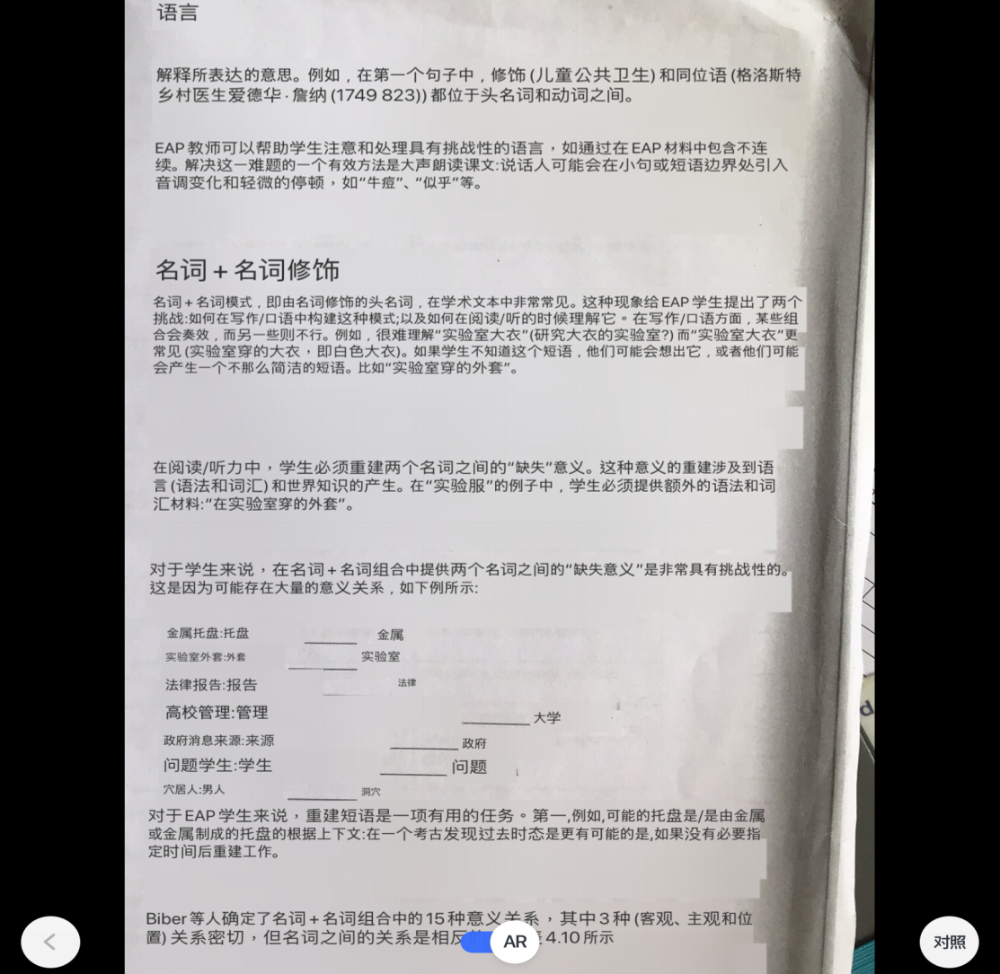 语言
解释所表达的意思。例如，在第一个句子中，修饰(儿童公共卫生)和同位语(格洛斯特
乡村医生爱德华·詹纳(1749 823))都位于头名词和动词之间。
EAP教师可以帮助学生注意和处理具有挑战性的语言，如通过在EAP材料中包含不连
续。解决这一难题的一个有效方法是大声朗读课文:说话人可能会在小句或短语边界处引入
音调变化和轻微的停顿，如“牛痘”、“似乎”等。
名词+名词修饰
名词+名词模式，即由名词修饰的头名词，在学术文本中非常常见。这种现象给EAP学生提出了两个
挑战:如何在写作/口语中构建这种模式;以及如何在阅读/听的时候理解它。在写作/口语方面，某些组
合会奏效，而另一些则不行。例如，很难理解“实验室大衣”(研究大衣的实验室?)而“实验室大衣”更
常见(实验室穿的大衣，即白色大衣)。如果学生不知道这个短语，他们可能会想出它，或者他们可能
会产生一个不那么简洁的短语。比如“实验室穿的外套”。
在阅读/听力中，学生必须重建两个名词之间的“缺失”意义。这种意义的重建涉及到语
言(语法和词汇)和世界知识的产生。在“实验服”的例子中，学生必须提供额外的语法和词
汇材料:“在实验室穿的外套”。
对于学生来说，在名词+名词组合中提供两个名词之间的“缺失意义”是非常具有挑战性的。
这是因为可能存在大量的意义关系，如下例所示:
金属托盘:托盘 ______ 金属
实验室外套:外套 ______ 实验室
法律报告:报告 ______ 法律
高校管理:管理 ______ 大学
政府消息来源:来源 ______ 政府
问题学生:学生 ______ 问题
穴居人:男人 ______ 洞穴
对于EAP学生来说，重建短语是一项有用的任务。第一,例如,可能的托盘是/是由金属
或金属制成的托盘的根据上下文:在一个考古发现过去时态是更有可能的是,如果没有必要指
定时间后重建工作。
Biber等人确定了名词+名词组合中的15种意义关系，其中3种(客观、主观和位
置)关系密切，但名词之间的关系是相反 4.10所示
AR
对照
d